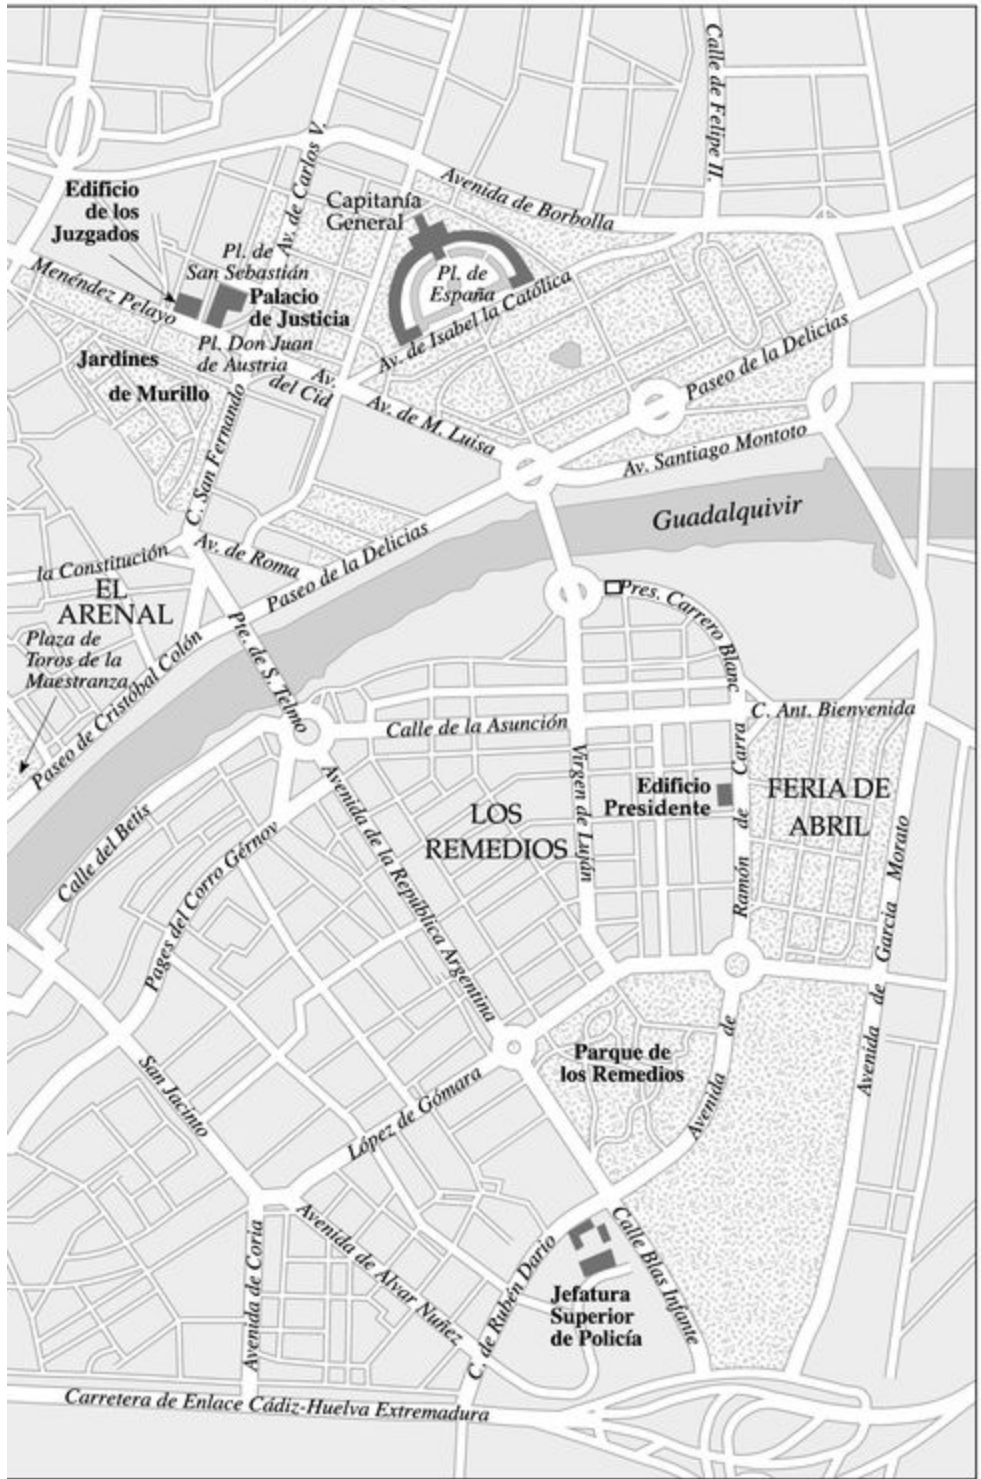 Calle de Felipe II.
Av. de Carlos V.
Avenida de Borbolla
Edificio
de los
Juzgados
Capitanía
General
Pl. de
San Sebastián
Menéndez Pelayo
Palacio
de Justicia
Pl. de
España
Av. de Isabel la Católica
Pl. Don Juan
de Austria
Jardines
de Murillo
Av.
del Cid
Av. de M. Luisa
Paseo de la Delicias
Av. Santiago Montoto
C. San Fernando
Guadalquivir
la Constitución
Av. de Roma
Paseo de la Delicias
EL
ARENAL
Plaza de
Toros de la
Maestranza
Paseo de Cristóbal Colón
Pte. de S. Telmo
Pres. Carrero Blanc
Calle de la Asunción
C. Ant. Bienvenida
Virgen de Luján
Edificio
Presidente
Avenida de Ramón de Carra
FERIA DE
ABRIL
LOS
REMEDIOS
Calle del Betis
Pages del Corro Gérnov
Avenida de la República Argentina
Avenida de Garcia Morato
Parque de
los Remedios
San Jacinto
López de Gómara
Avenida de Coria
Avenida de Alvar Nuñez
C. de Rubén Dario
Calle Blas Infante
Jefatura
Superior
de Policía
Carretera de Enlace Cádiz-Huelva Extremadura